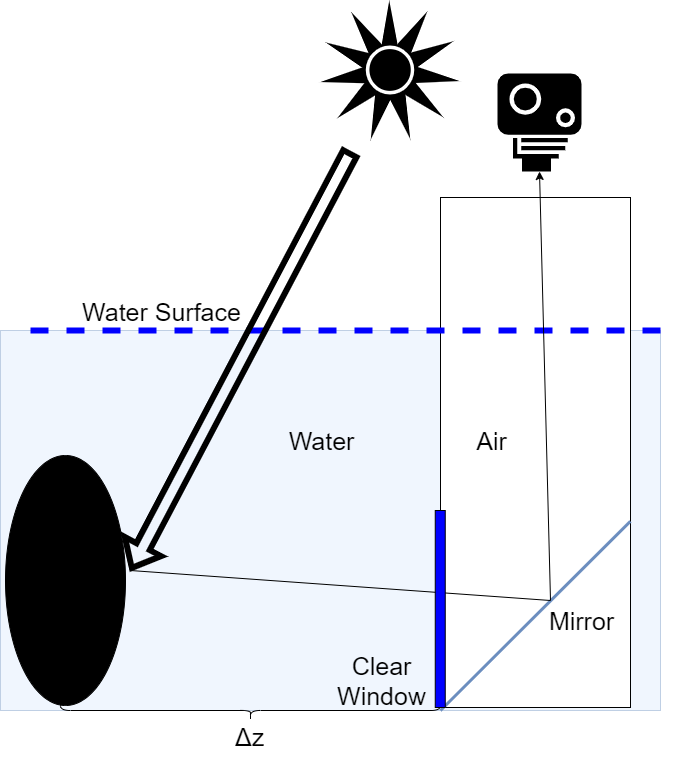 Water Surface
Water
Air
Mirror
Clear
Window
Δz